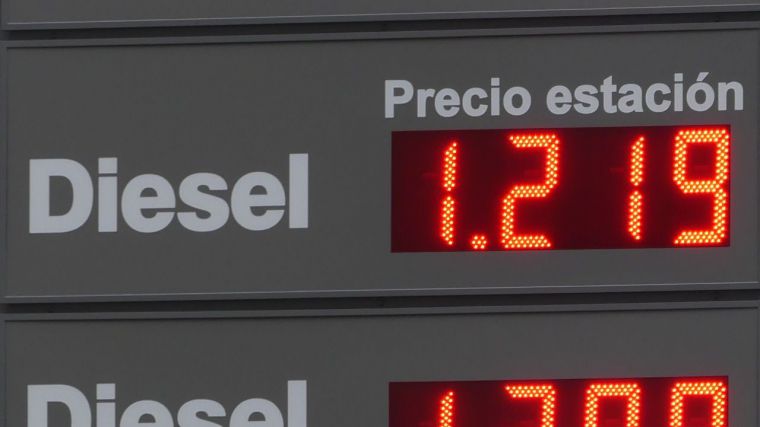 Precio estación
Diesel 1.219
Diesel